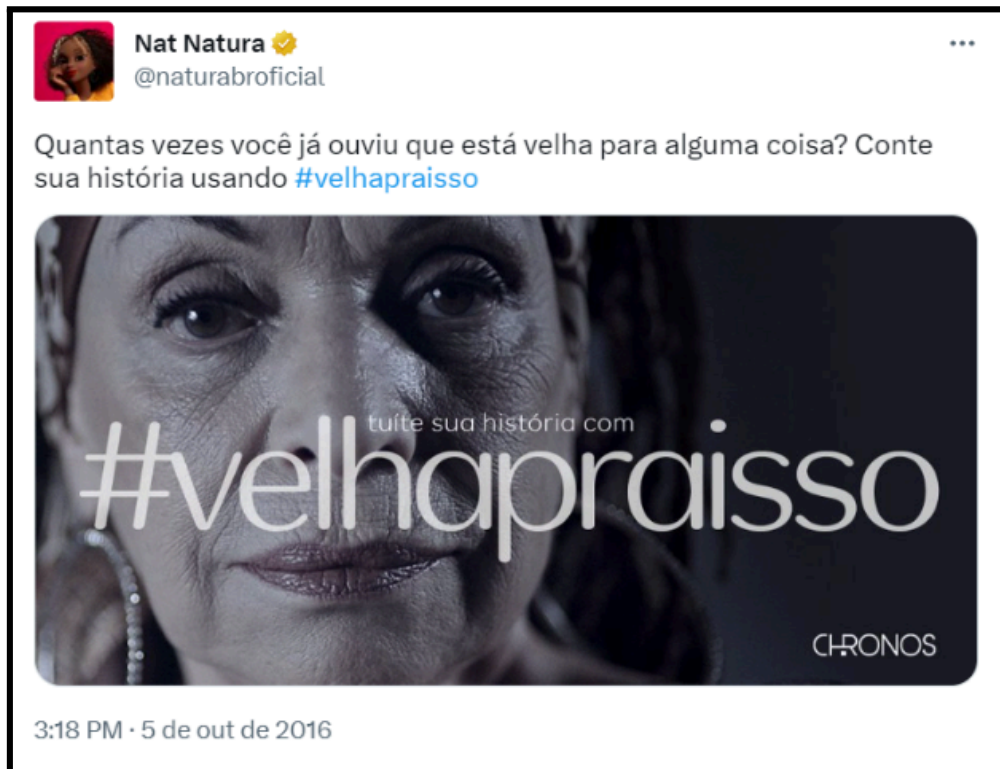 Nat Natura
@naturabroficial
Quantas vezes você já ouviu que está velha para alguma coisa? Conte
sua história usando #velhapraisso
tuíte sua história com
#velhapraisso
CHRONOS
3:18 PM · 5 de out de 2016